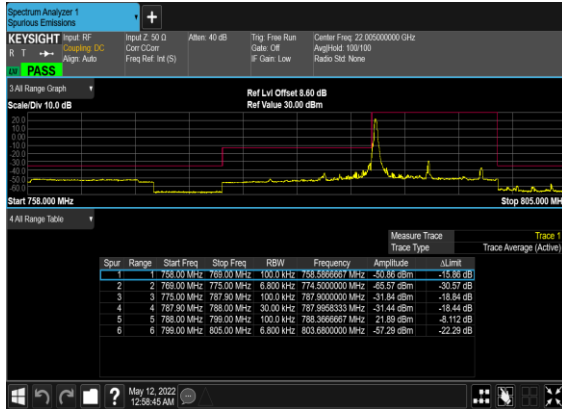 Spectrum Analyzer 1
Spurious Emissions
+
KEYSIGHT Input: RF Input Z: 50 Ω Atten: 40 dB Trig: Free Run Center Freq: 22.005000000 GHz
R T Coupling: DC Corr CCorr Gate: Off Avg|Hold: 100/100
Align: Auto Freq Ref: Int (S) IF Gain: Low Radio Std: None
PASS
3 All Range Graph
Ref Lvl Offset 8.60 dB
Scale/Div 10.0 dB Ref Value 30.00 dBm
20.0
10.0
0.00
-10.0
-20.0
-30.0
-40.0
-50.0
-60.0
Start 758.000 MHz Stop 805.000 MHz
4 All Range Table
Measure Trace Trace 1
Trace Type Trace Average (Active)
Spur Range Start Freq Stop Freq RBW Frequency Amplitude ΔLimit
1 1 758.00 MHz 769.00 MHz 100.0 kHz 758.5866667 MHz -50.86 dBm -15.86 dB
2 2 769.00 MHz 775.00 MHz 6.800 kHz 774.5000000 MHz -65.57 dBm -30.57 dB
3 3 775.00 MHz 787.90 MHz 100.0 kHz 787.9000000 MHz -31.84 dBm -18.84 dB
4 4 787.90 MHz 788.00 MHz 30.00 kHz 787.9958333 MHz -31.44 dBm -18.44 dB
5 5 788.00 MHz 799.00 MHz 100.0 kHz 788.3666667 MHz 21.89 dBm -8.112 dB
6 6 799.00 MHz 805.00 MHz 6.800 kHz 803.6800000 MHz -57.29 dBm -22.29 dB
? May 12, 2022
12:58:45 AM